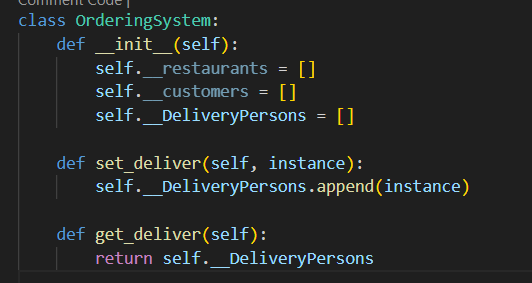 Comment Code |
class OrderingSystem:
    def __init__(self):
        self.__restaurants = []
        self.__customers = []
        self.__DeliveryPersons = []

    def set_deliver(self, instance):
        self.__DeliveryPersons.append(instance)

    def get_deliver(self):
        return self.__DeliveryPersons